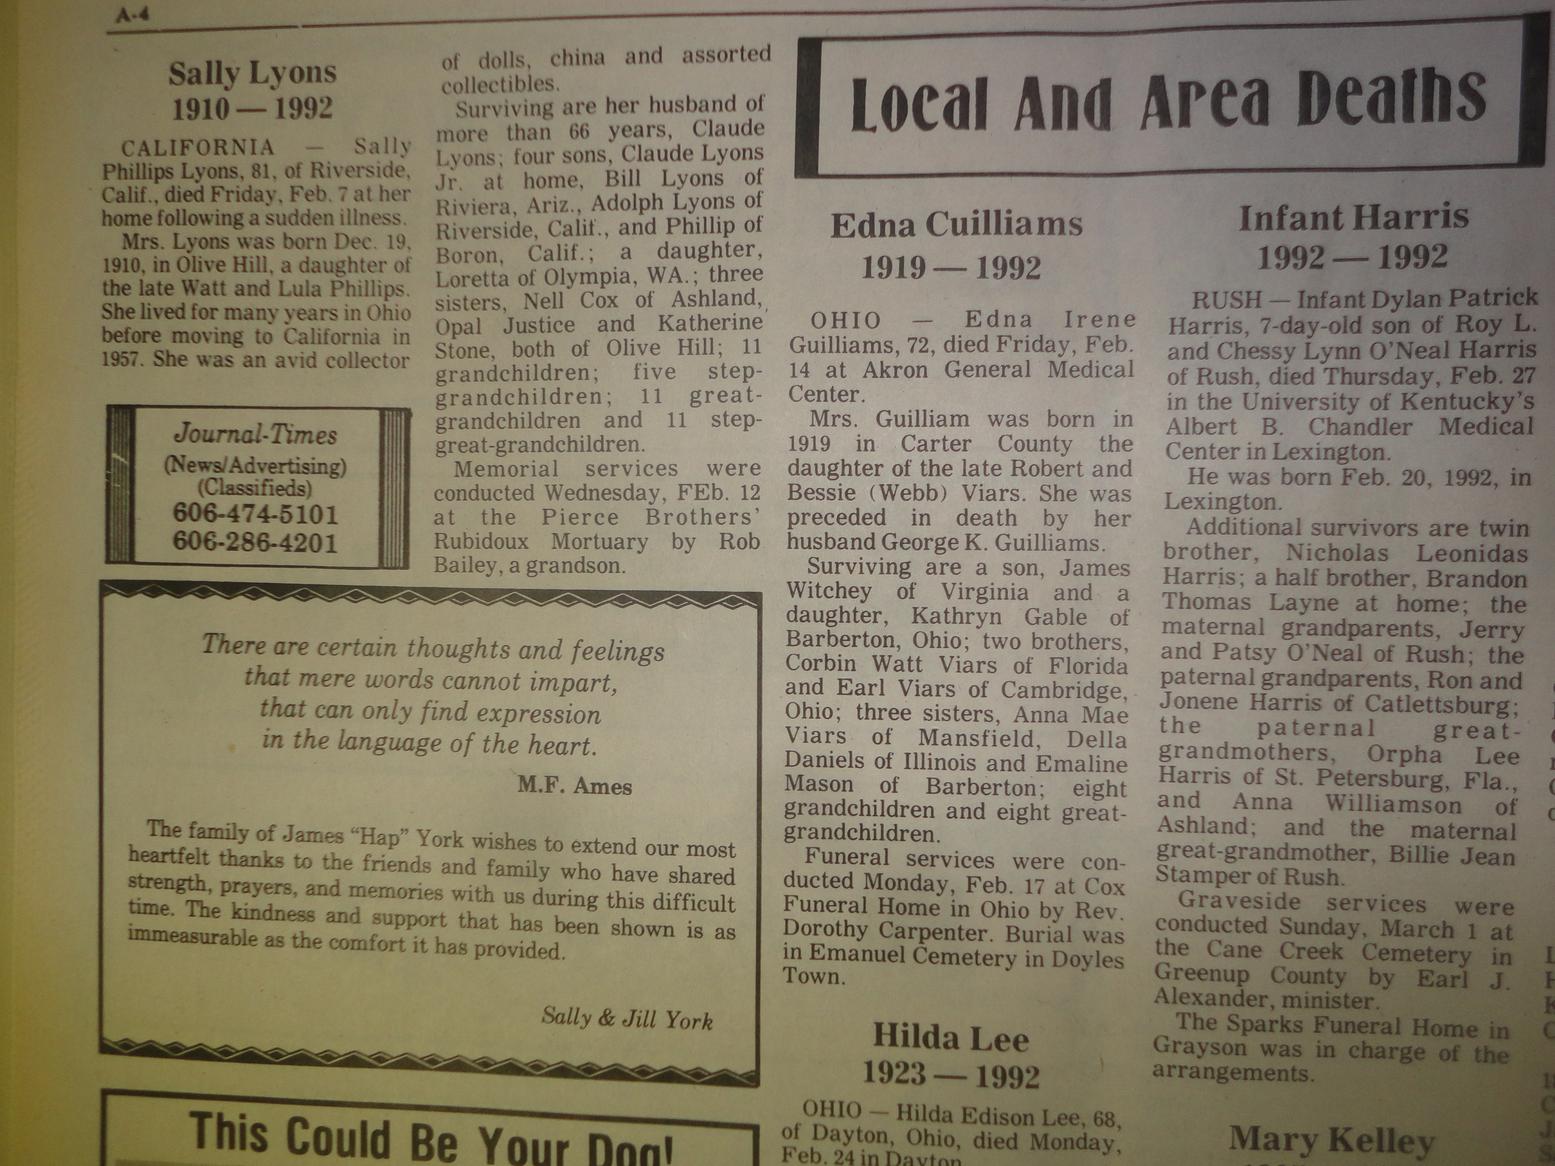 A-4
Sally Lyons
1910 — 1992
CALIFORNIA — Sally
Phillips Lyons, 81, of Riverside,
Calif., died Friday, Feb. 7 at her
home following a sudden illness.
Mrs. Lyons was born Dec. 19,
1910, in Olive Hill, a daughter of
the late Watt and Lula Phillips.
She lived for many years in Ohio
before moving to California in
1957. She was an avid collector
of dolls, china and assorted
collectibles.
Surviving are her husband of
more than 66 years, Claude
Lyons; four sons, Claude Lyons
Jr. at home, Bill Lyons of
Riviera, Ariz., Adolph Lyons of
Riverside, Calif., and Phillip of
Boron, Calif.; a daughter,
Loretta of Olympia, WA.; three
sisters, Nell Cox of Ashland,
Opal Justice and Katherine
Stone, both of Olive Hill; 11
grandchildren; five step-
grandchildren; 11 great-
grandchildren and 11 step-
great-grandchildren.
Memorial services were
conducted Wednesday, FEb. 12
at the Pierce Brothers'
Rubidoux Mortuary by Rob
Bailey, a grandson.
Journal-Times
(News/Advertising)
(Classifieds)
606-474-5101
606-286-4201
There are certain thoughts and feelings
that mere words cannot impart,
that can only find expression
in the language of the heart.
M.F. Ames
The family of James “Hap” York wishes to extend our most
heartfelt thanks to the friends and family who have shared
strength, prayers, and memories with us during this difficult
time. The kindness and support that has been shown is as
immeasurable as the comfort it has provided.
Sally & Jill York
This Could Be Your Dog!
Local And Area Deaths
Edna Cuilliams
1919 — 1992
OHIO — Edna Irene
Guilliams, 72, died Friday, Feb.
14 at Akron General Medical
Center.
Mrs. Guilliam was born in
1919 in Carter County the
daughter of the late Robert and
Bessie (Webb) Viars. She was
preceded in death by her
husband George K. Guilliams.
Surviving are a son, James
Witchey of Virginia and a
daughter, Kathryn Gable of
Barberton, Ohio; two brothers,
Corbin Watt Viars of Florida
and Earl Viars of Cambridge,
Ohio; three sisters, Anna Mae
Viars of Mansfield, Della
Daniels of Illinois and Emaline
Mason of Barberton; eight
grandchildren and eight great-
grandchildren.
Funeral services were con-
ducted Monday, Feb. 17 at Cox
Funeral Home in Ohio by Rev.
Dorothy Carpenter. Burial was
in Emanuel Cemetery in Doyles
Town.
Hilda Lee
1923 — 1992
OHIO — Hilda Edison Lee, 68,
of Dayton, Ohio, died Monday,
Feb. 24 in Dayton
Infant Harris
1992 — 1992
RUSH — Infant Dylan Patrick
Harris, 7-day-old son of Roy L.
and Chessy Lynn O'Neal Harris
of Rush, died Thursday, Feb. 27
in the University of Kentucky's
Albert B. Chandler Medical
Center in Lexington.
He was born Feb. 20, 1992, in
Lexington.
Additional survivors are twin
brother, Nicholas Leonidas
Harris; a half brother, Brandon
Thomas Layne at home; the
maternal grandparents, Jerry
and Patsy O'Neal of Rush; the
paternal grandparents, Ron and
Jonene Harris of Catlettsburg;
the paternal great-
grandmothers, Orpha Lee
Harris of St. Petersburg, Fla.,
and Anna Williamson of
Ashland; and the maternal
great-grandmother, Billie Jean
Stamper of Rush.
Graveside services were
conducted Sunday, March 1 at
the Cane Creek Cemetery in
Greenup County by Earl J.
Alexander, minister.
The Sparks Funeral Home in
Grayson was in charge of the
arrangements.
Mary Kelley